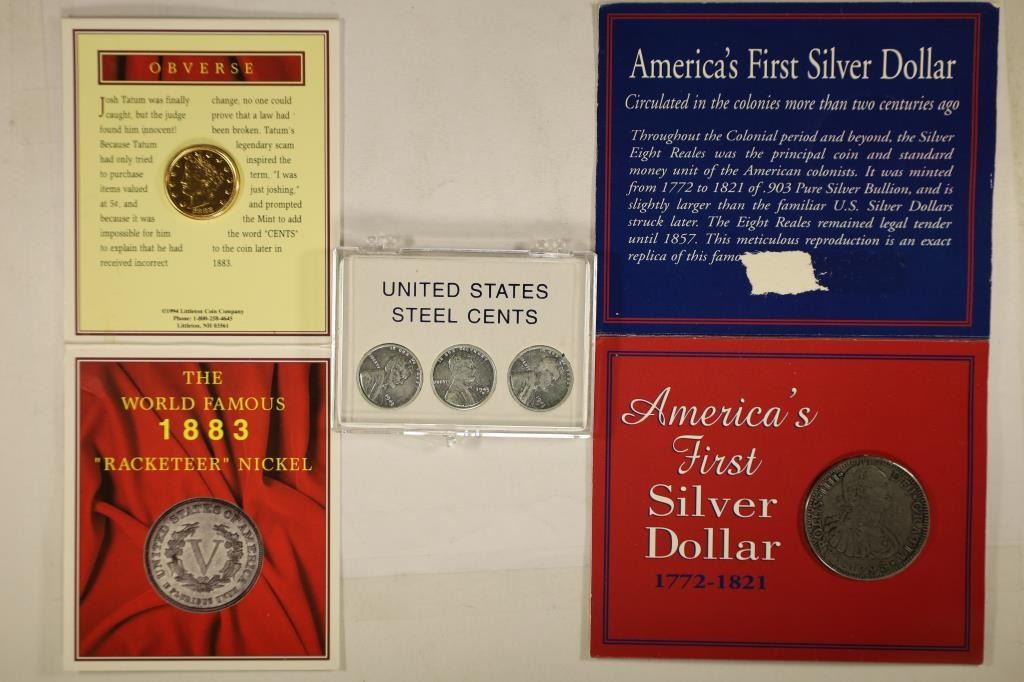 OBVERSE
Josh Tatum was finally
caught, but the judge
found him innocent!
Because Tatum
had only tried
to purchase
items valued
at 5¢, and
because it was
impossible for him
to explain that he had
received incorrect
change, no one could
prove that a law had
been broken. Tatum's
legendary scam
inspired the
term, "I was
just joshing,"
and prompted
the Mint to add
the word "CENTS"
to the coin later in
1883.
©1994 Littleton Coin Company
Phone: 1-800-258-4645
Littleton, NH 03561
THE
WORLD FAMOUS
1883
"RACKETEER" NICKEL
UNITED STATES OF AMERICA
V
E PLURIBUS UNUM
UNITED STATES
STEEL CENTS
America's First Silver Dollar
Circulated in the colonies more than two centuries ago
Throughout the Colonial period and beyond, the Silver
Eight Reales was the principal coin and standard
money unit of the American colonists. It was minted
from 1772 to 1821 of .903 Pure Silver Bullion, and is
slightly larger than the familiar U.S. Silver Dollars
struck later. The Eight Reales remained legal tender
until 1857. This meticulous reproduction is an exact
replica of this famo
America's
First
Silver
Dollar
1772-1821